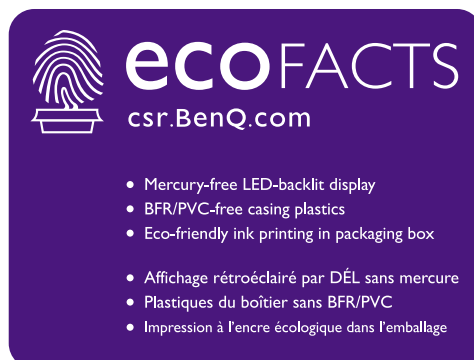 ecoFACTS
csr.BenQ.com
• Mercury-free LED-backlit display
• BFR/PVC-free casing plastics
• Eco-friendly ink printing in packaging box
• Affichage rétroéclairé par DÉL sans mercure
• Plastiques du boîtier sans BFR/PVC
• Impression à l'encre écologique dans l'emballage